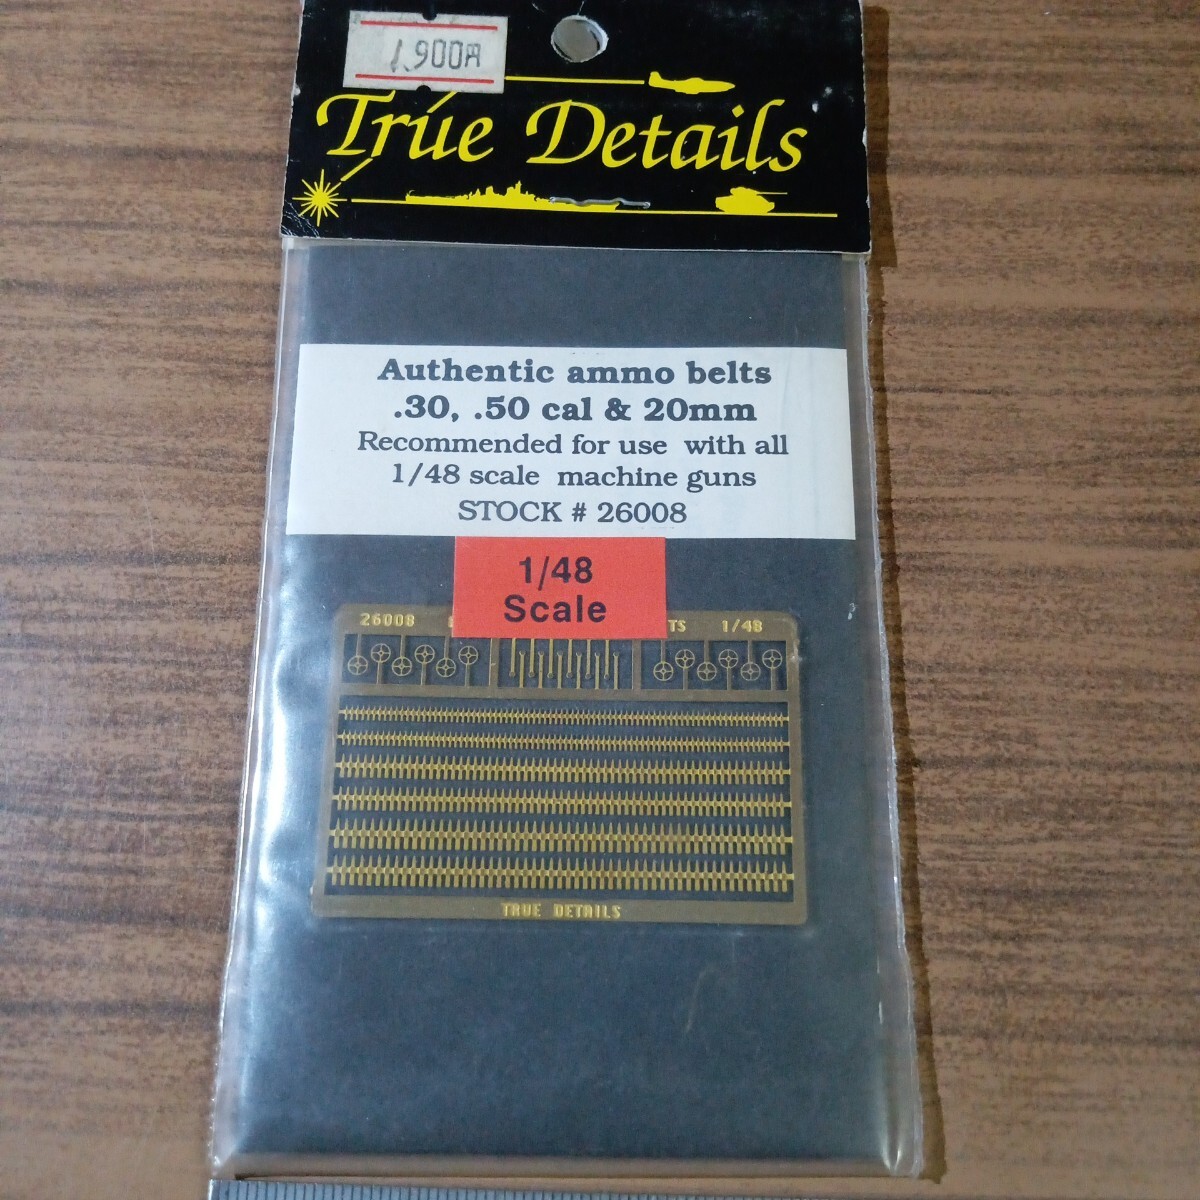 1,900円
True Details
Authentic ammo belts
.30, .50 cal & 20mm
Recommended for use with all
1/48 scale machine guns
STOCK # 26008
1/48
Scale
26008 TS 1/48
TRUE DETAILS